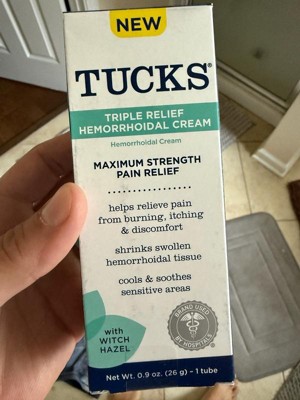 NEW
TUCKS®
TRIPLE RELIEF
HEMORRHOIDAL CREAM
Hemorrhoidal Cream
MAXIMUM STRENGTH
PAIN RELIEF
helps relieve pain
from burning, itching
& discomfort
shrinks swollen
hemorrhoidal tissue
cools & soothes
sensitive areas
with
WITCH
HAZEL
BRAND USED
BY HOSPITALS
Net Wt. 0.9 oz. (26 g) - 1 tube